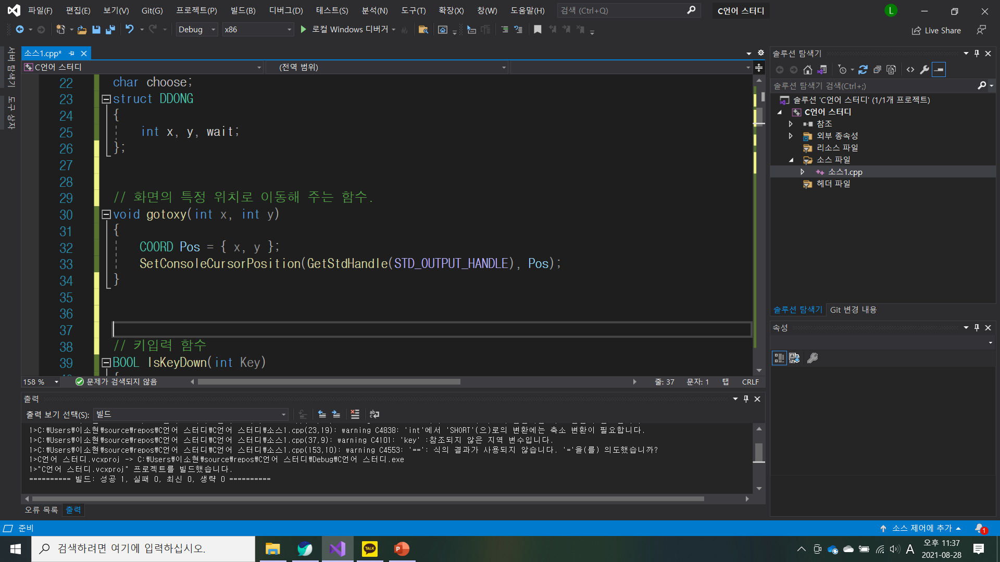 파일(F) 편집(E) 보기(V) Git(G) 프로젝트(P) 빌드(B) 디버그(D) 테스트(S) 분석(N) 도구(T) 확장(X) 창(W) 도움말(H) 검색 (Ctrl+Q) C언어 스터디 L
Debug x86 로컬 Windows 디버거 Live Share
서버 탐색기
도구 상자
소스1.cpp*
C언어 스터디 (전역 범위)
22 char choose;
23 struct DDONG
24 {
25 int x, y, wait;
26 };
27
28
29 // 화면의 특정 위치로 이동해 주는 함수.
30 void gotoxy(int x, int y)
31 {
32 COORD Pos = { x, y };
33 SetConsoleCursorPosition(GetStdHandle(STD_OUTPUT_HANDLE), Pos);
34 }
35
36
37
38 // 키입력 함수
39 BOOL IsKeyDown(int Key)
158 % 문제가 검색되지 않음 줄: 37 문자: 1 탭 CRLF
출력
출력 보기 선택(S): 빌드
1>C:\Users\이소현\source\repos\C언어 스터디\C언어 스터디\소스1.cpp(23,19): warning C4838: 'int'에서 'SHORT'(으)로의 변환에는 축소 변환이 필요합니다.
1>C:\Users\이소현\source\repos\C언어 스터디\C언어 스터디\소스1.cpp(37,9): warning C4101: 'key' :참조되지 않은 지역 변수입니다.
1>C:\Users\이소현\source\repos\C언어 스터디\C언어 스터디\소스1.cpp(153,10): warning C4553: '==': 식의 결과가 사용되지 않습니다. '='을(를) 의도했습니까?
1>C언어 스터디.vcxproj -> C:\Users\이소현\source\repos\C언어 스터디\Debug\C언어 스터디.exe
1>"C언어 스터디.vcxproj" 프로젝트를 빌드했습니다.
========== 빌드: 성공 1, 실패 0, 최신 0, 생략 0 ==========
오류 목록 출력
솔루션 탐색기
솔루션 탐색기 검색(Ctrl+;)
솔루션 'C언어 스터디' (1/1개 프로젝트)
C언어 스터디
참조
외부 종속성
리소스 파일
소스 파일
소스1.cpp
헤더 파일
솔루션 탐색기 Git 변경 내용
속성
준비 소스 제어에 추가 1
검색하려면 여기에 입력하십시오. TALK P A 오후 11:37
2021-08-28